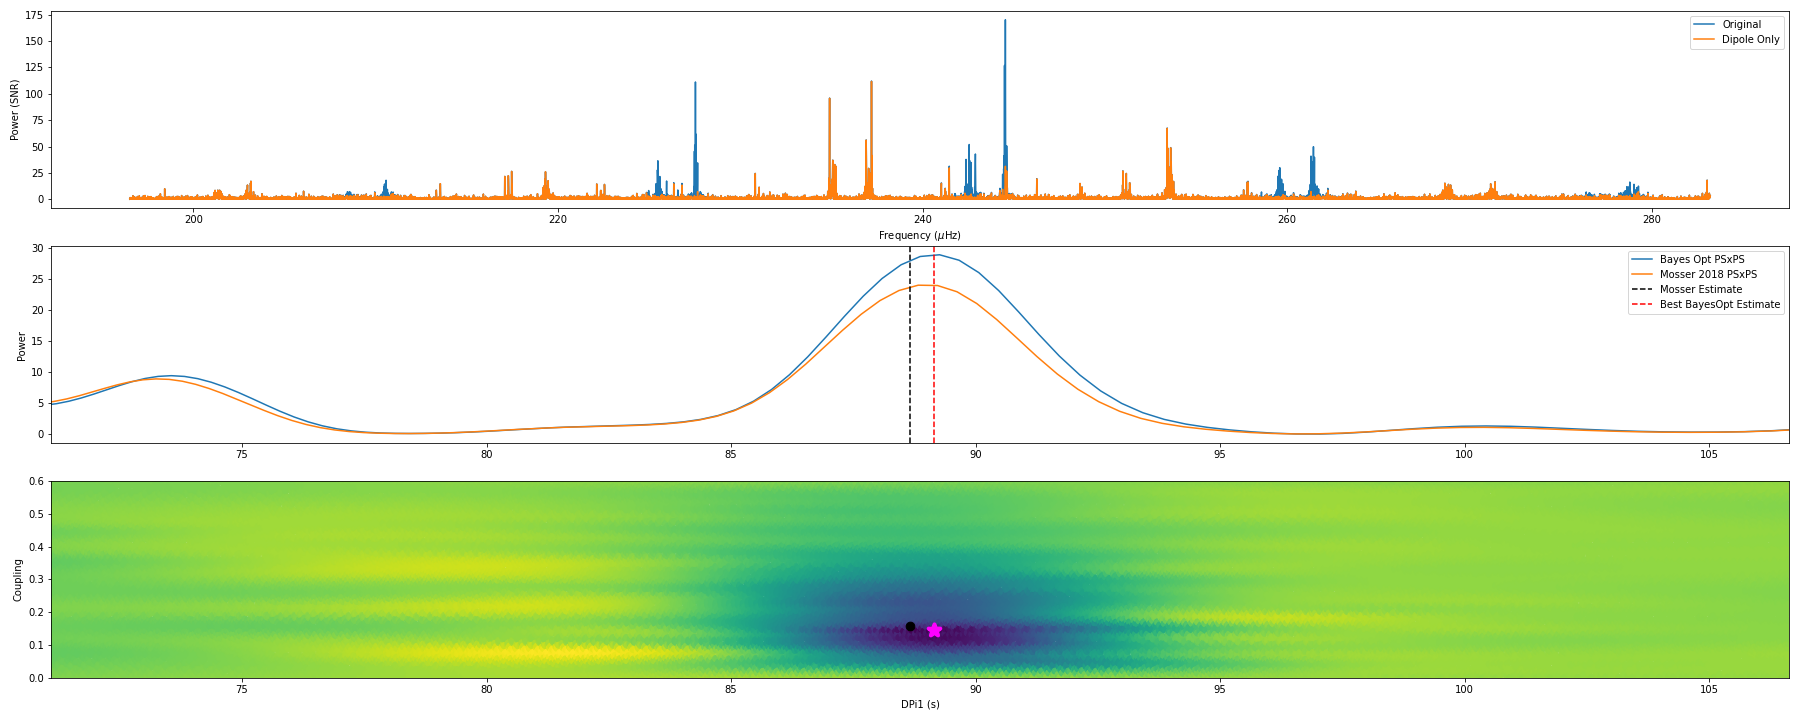 175
150
125
100
75
50
25
0
Power (SNR)
Original
Dipole Only
200 220 240 260 280
Frequency (μHz)
30
25
20
15
10
5
0
Power
Bayes Opt PSxPS
Mosser 2018 PSxPS
Mosser Estimate
Best BayesOpt Estimate
75 80 85 90 95 100 105
0.6
0.5
0.4
0.3
0.2
0.1
0.0
Coupling
75 80 85 90 95 100 105
DPi1 (s)